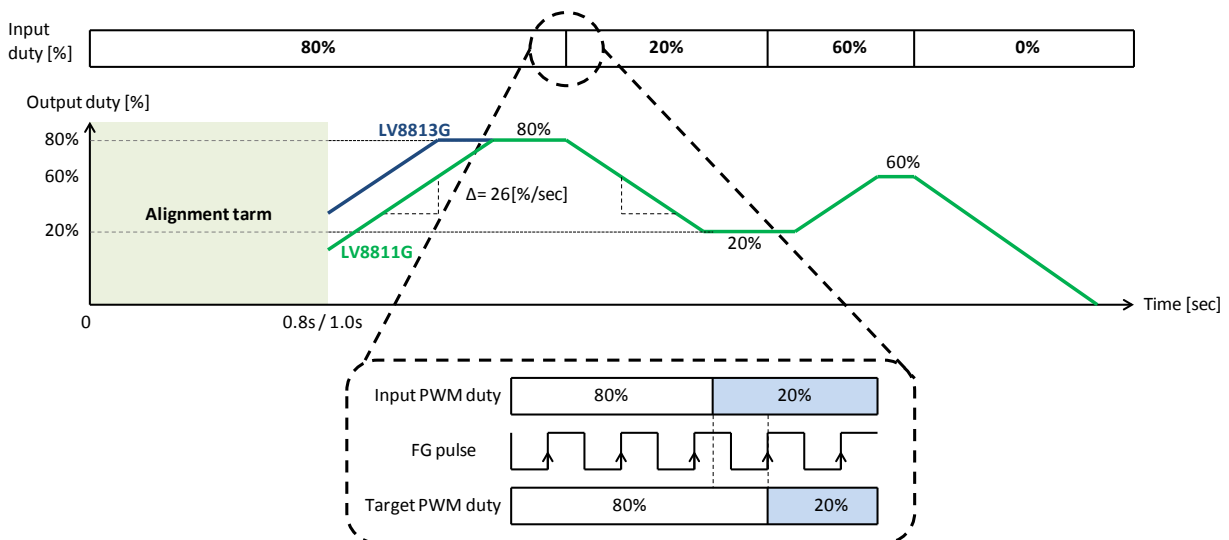 Input
duty [%]
80%
20%
60%
0%
Output duty [%]
80%
60%
20%
Alignment tarm
LV8813G
80%
Δ= 26[%/sec]
LV8811G
20%
60%
Time [sec]
0
0.8s / 1.0s
Input PWM duty
80%
20%
FG pulse
Target PWM duty
80%
20%